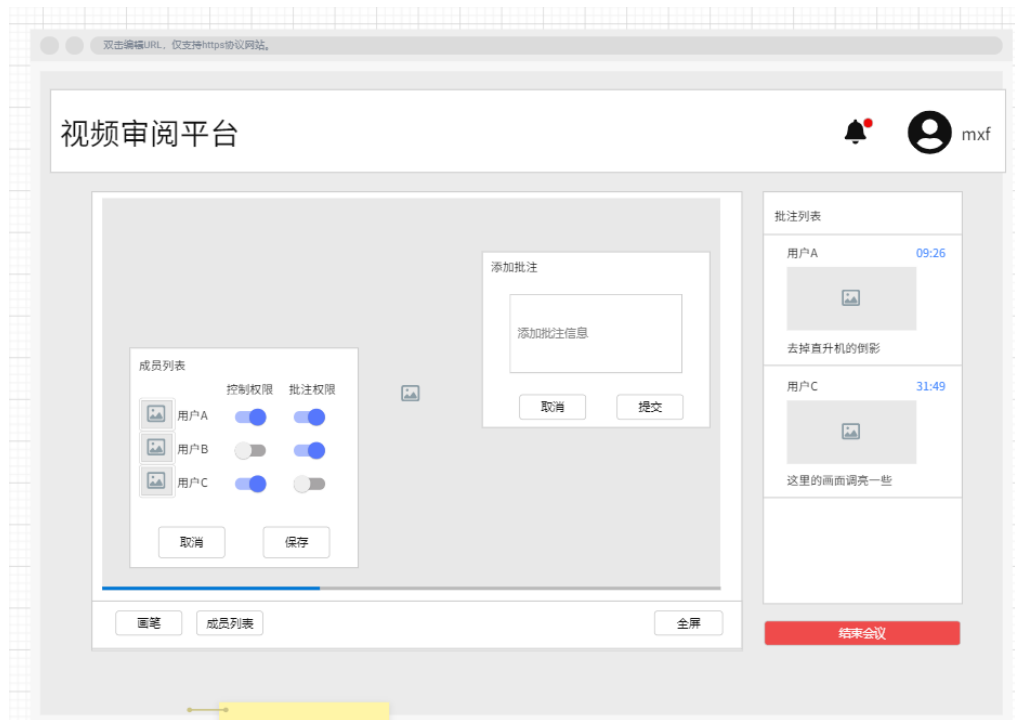 双击编辑URL，仅支持https协议网站。
视频审阅平台
mxf
批注列表
用户A 09:26
去掉直升机的倒影
用户C 31:49
这里的画面调亮一些
添加批注
添加批注信息
取消 提交
成员列表
控制权限 批注权限
用户A
用户B
用户C
取消 保存
画笔 成员列表 全屏
结束会议